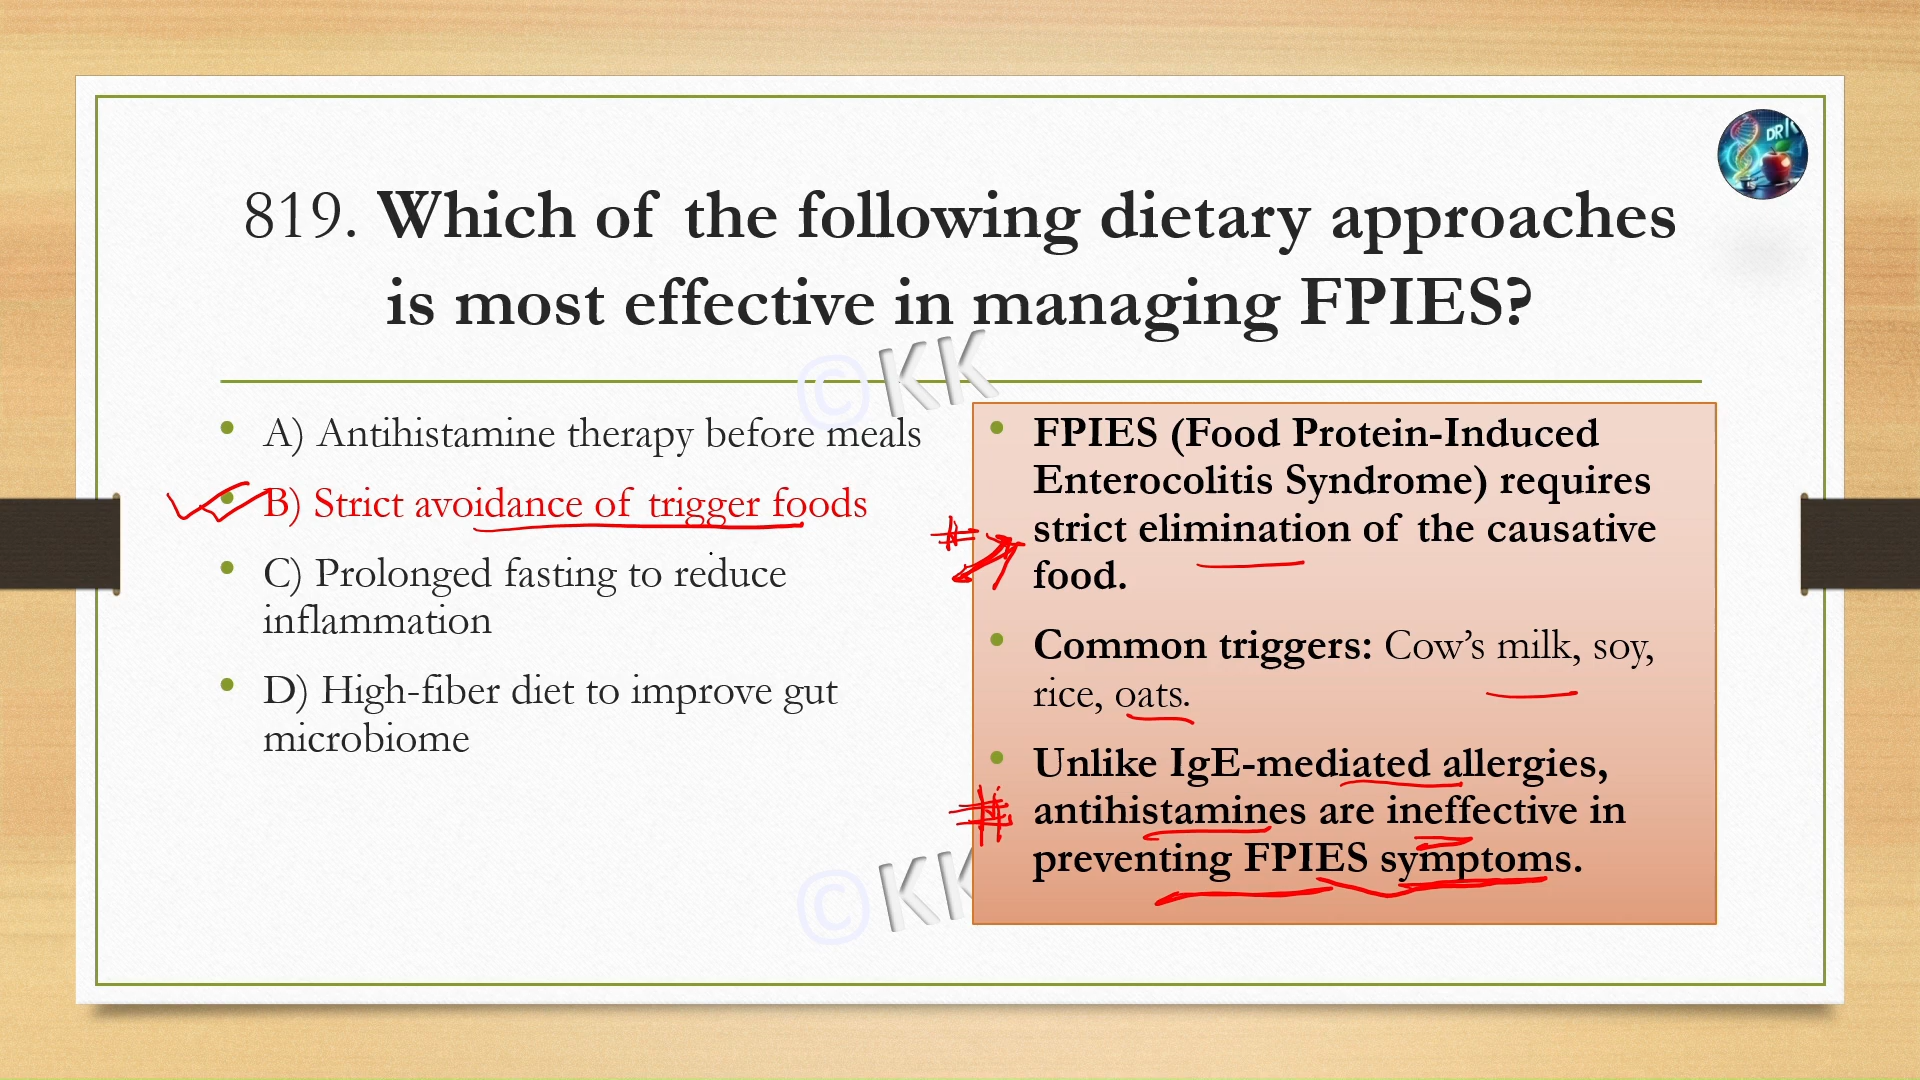 DR
819. Which of the following dietary approaches
is most effective in managing FPIES?
©KK
• A) Antihistamine therapy before meals
• B) Strict avoidance of trigger foods
• C) Prolonged fasting to reduce
inflammation
• D) High-fiber diet to improve gut
microbiome
• FPIES (Food Protein-Induced
Enterocolitis Syndrome) requires
strict elimination of the causative
food.
• Common triggers: Cow’s milk, soy,
rice, oats.
• Unlike IgE-mediated allergies,
antihistamines are ineffective in
preventing FPIES symptoms.
©KK